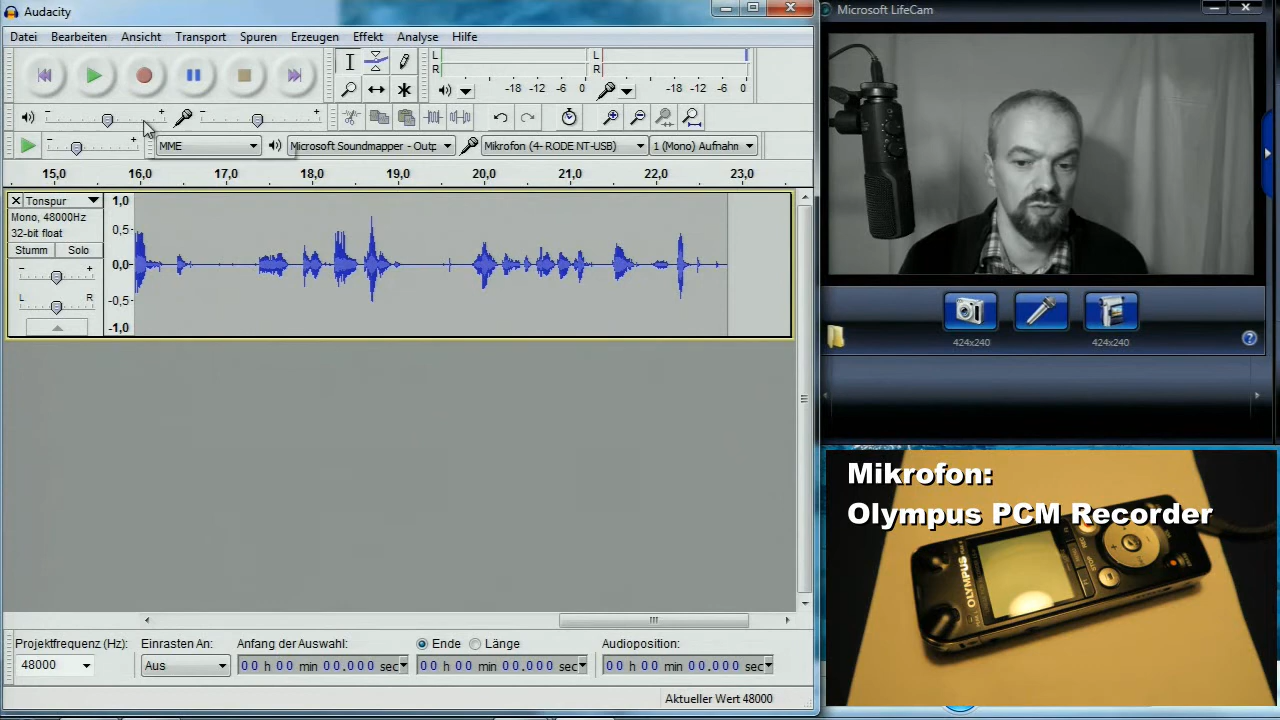 Audacity
Datei Bearbeiten Ansicht Transport Spuren Erzeugen Effekt Analyse Hilfe
L
R
-18 -12 -6 0
L
R
-18 -12 -6 0
MME
Microsoft Soundmapper - Outp
Mikrofon (4- RODE NT-USB)
1 (Mono) Aufnahn
15,0 16,0 17,0 18,0 19,0 20,0 21,0 22,0 23,0
Tonspur
Mono, 48000Hz
32-bit float
Stumm Solo
- +
L R
1,0
0,5
0,0
-0,5
-1,0
Projektfrequenz (Hz):
48000
Einrasten An:
Aus
Anfang der Auswahl:
00 h 00 min 00.000 sec
Ende Länge
00 h 00 min 00.000 sec
Audioposition:
00 h 00 min 00.000 sec
Aktueller Wert 48000
Microsoft LifeCam
424x240
424x240
Mikrofon:
Olympus PCM Recorder
OLYMPUS